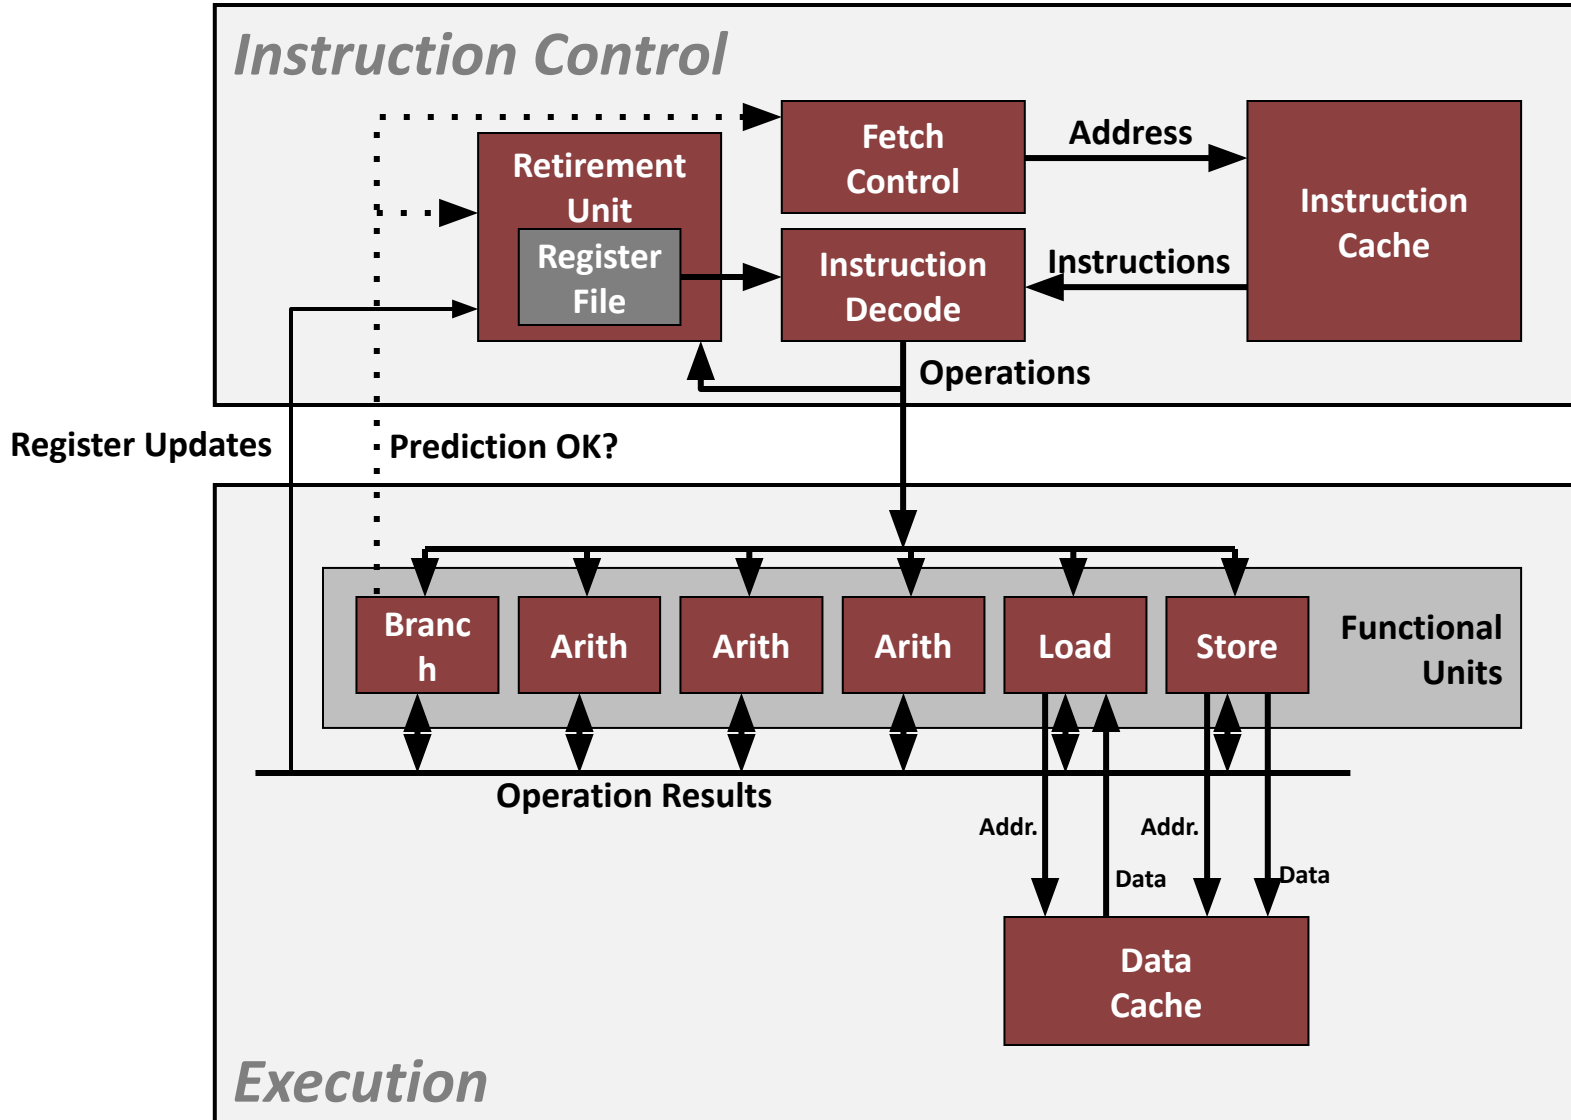 Instruction Control
Fetch
Control
Address
Instruction
Cache
Retirement
Unit
Register
File
Instruction
Decode
Instructions
Operations
Register Updates
Prediction OK?
Branc
h
Arith
Arith
Arith
Load
Store
Functional
Units
Operation Results
Addr.
Data
Addr.
Data
Data
Cache
Execution